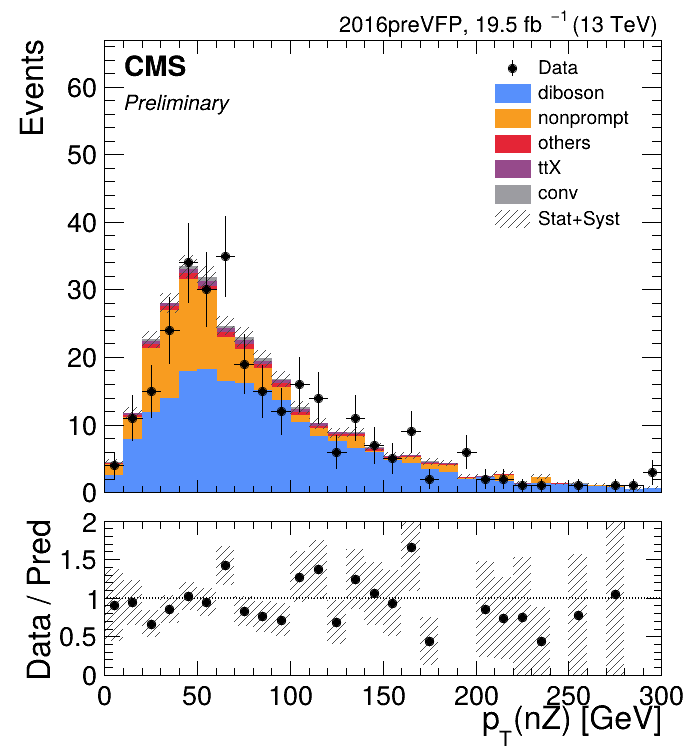 2016preVFP, 19.5 fb⁻¹ (13 TeV)
CMS
Preliminary
Events
60
50
40
30
20
10
0
Data
diboson
nonprompt
others
ttX
conv
Stat+Syst
Data / Pred
2
1.5
1
0.5
0
0 50 100 150 200 250 300
p_T(nZ) [GeV]